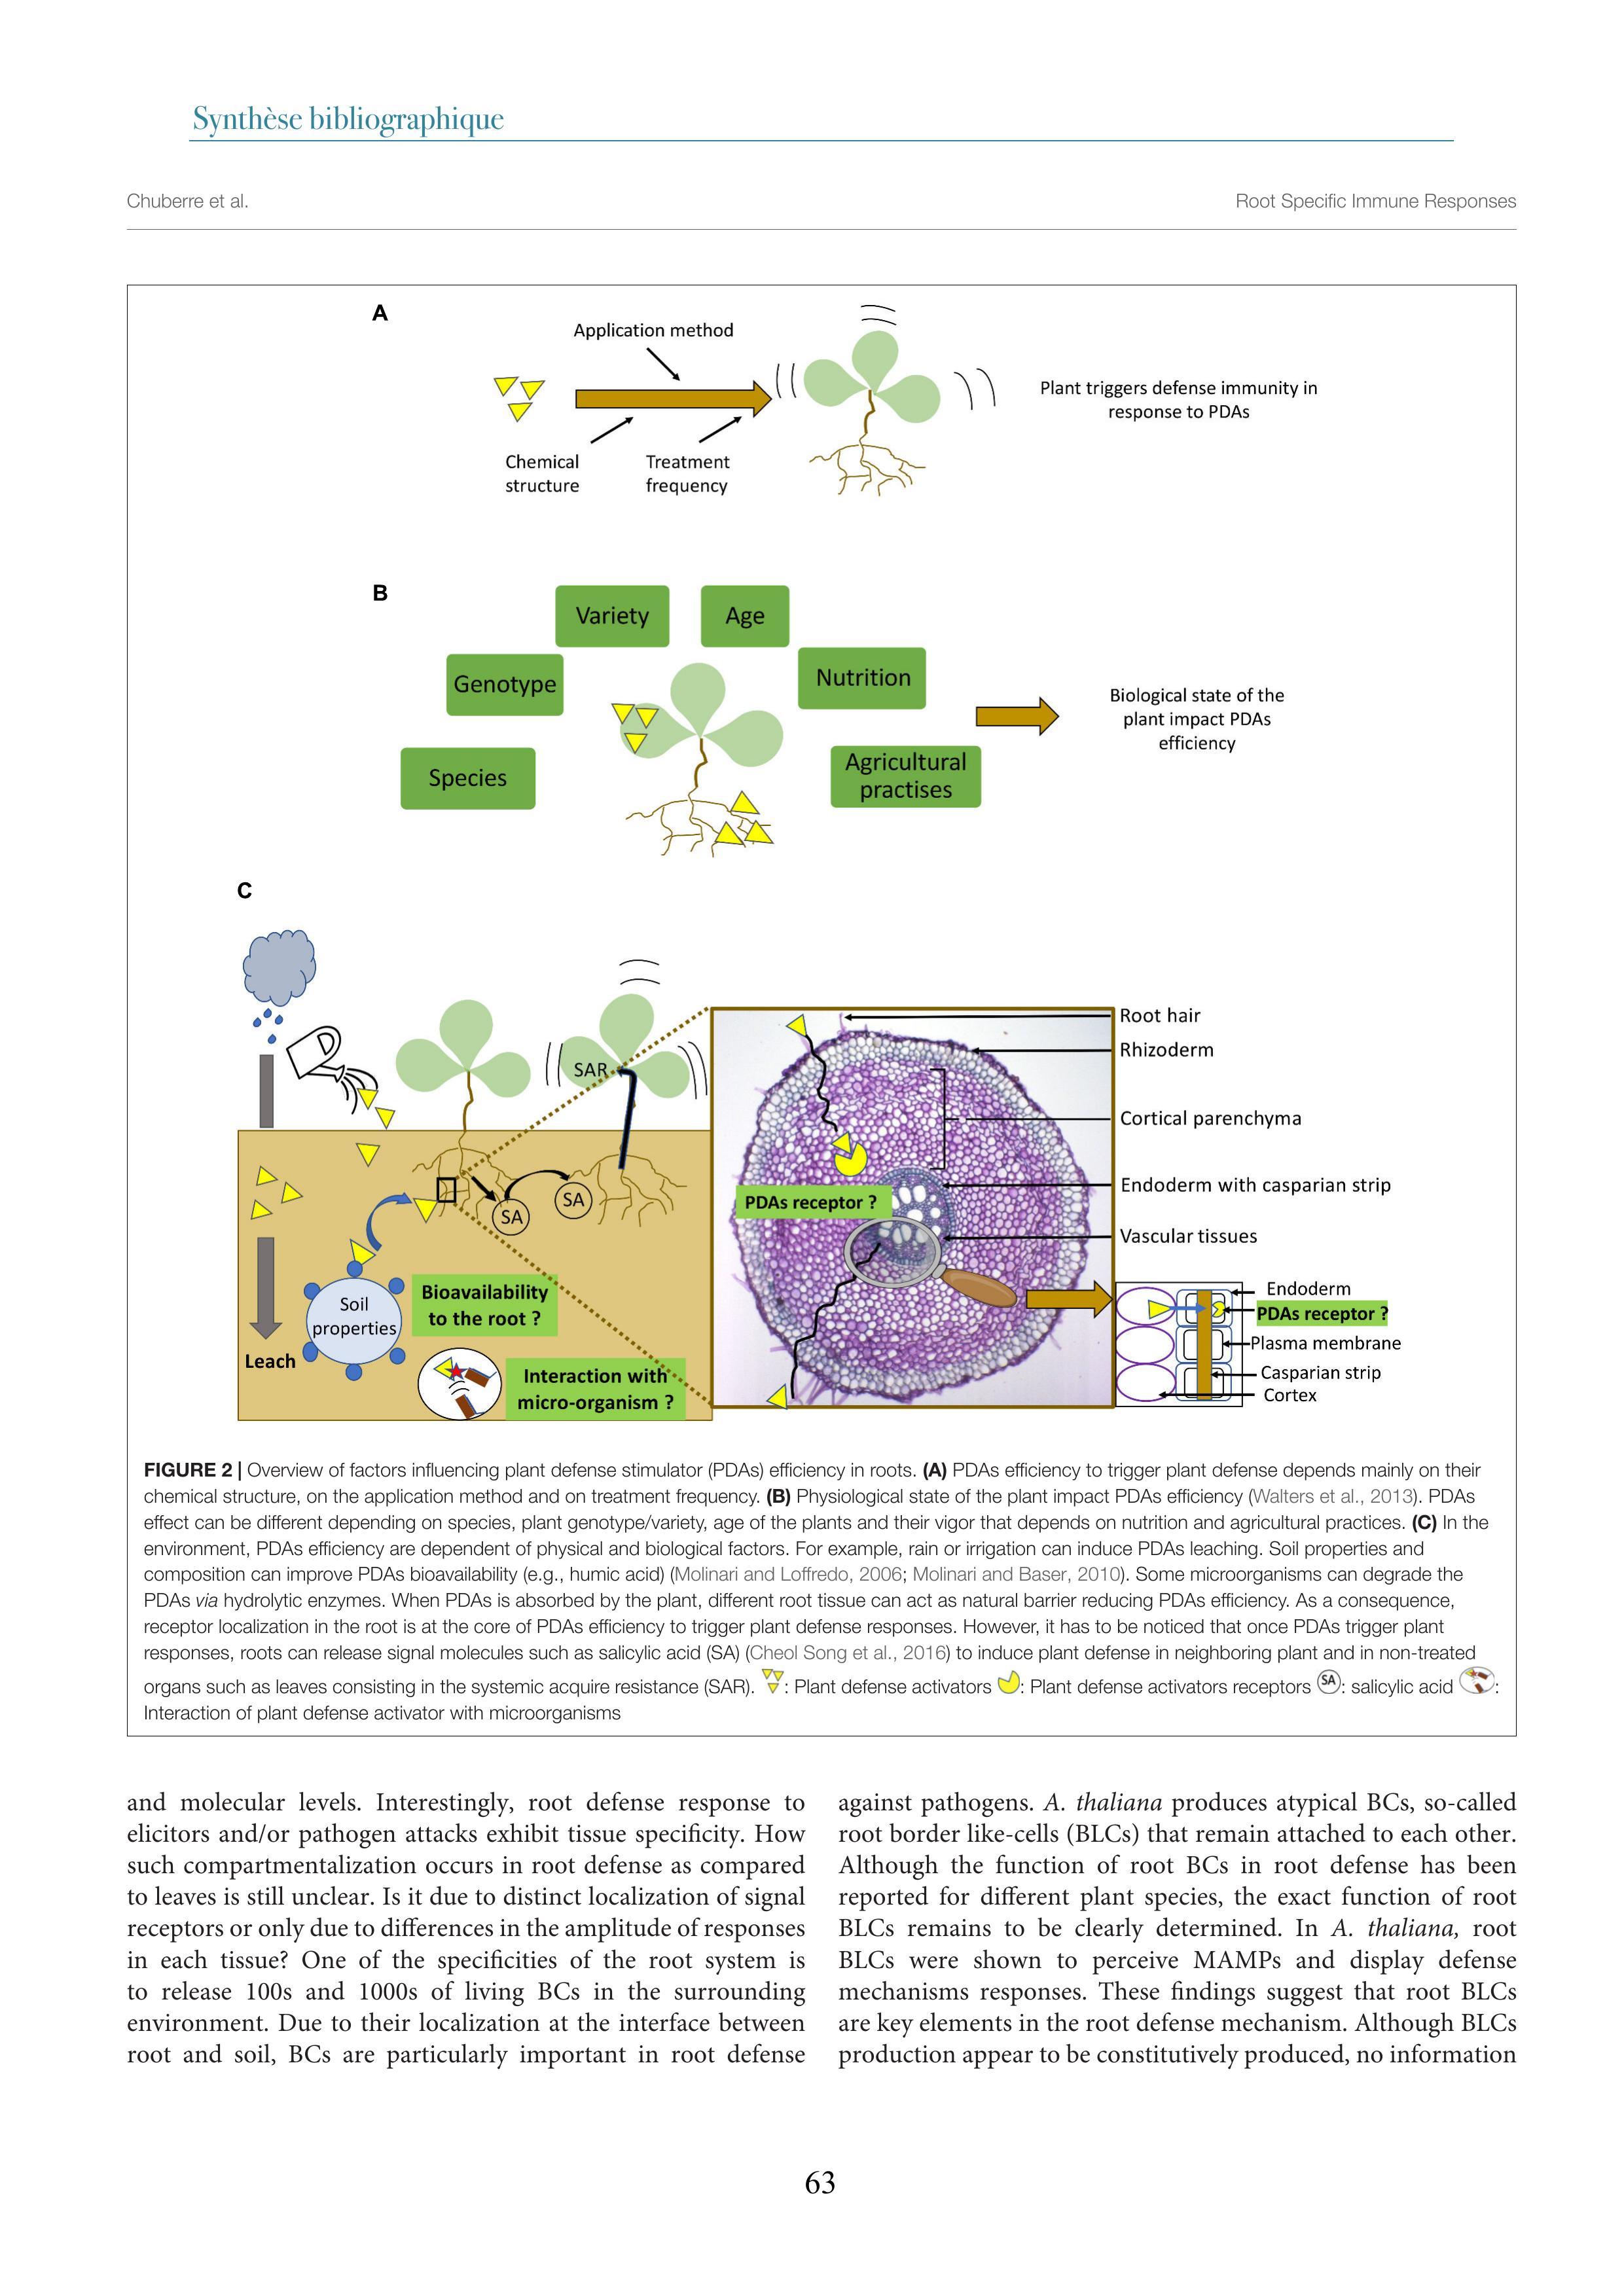 Synthèse bibliographique
Chuberre et al.
Root Specific Immune Responses
A
Application method
Chemical
structure
Treatment
frequency
Plant triggers defense immunity in
response to PDAs
B
Variety
Age
Genotype
Nutrition
Species
Agricultural
practises
Biological state of the
plant impact PDAs
efficiency
C
SAR
SA
SA
Soil
properties
Leach
Bioavailability
to the root ?
Interaction with
micro-organism ?
PDAs receptor ?
Root hair
Rhizoderm
Cortical parenchyma
Endoderm with casparian strip
Vascular tissues
Endoderm
PDAs receptor ?
Plasma membrane
Casparian strip
Cortex
FIGURE 2 | Overview of factors influencing plant defense stimulator (PDAs) efficiency in roots. (A) PDAs efficiency to trigger plant defense depends mainly on their
chemical structure, on the application method and on treatment frequency. (B) Physiological state of the plant impact PDAs efficiency (Walters et al., 2013). PDAs
effect can be different depending on species, plant genotype/variety, age of the plants and their vigor that depends on nutrition and agricultural practices. (C) In the
environment, PDAs efficiency are dependent of physical and biological factors. For example, rain or irrigation can induce PDAs leaching. Soil properties and
composition can improve PDAs bioavailability (e.g., humic acid) (Molinari and Loffredo, 2006; Molinari and Baser, 2010). Some microorganisms can degrade the
PDAs via hydrolytic enzymes. When PDAs is absorbed by the plant, different root tissue can act as natural barrier reducing PDAs efficiency. As a consequence,
receptor localization in the root is at the core of PDAs efficiency to trigger plant defense responses. However, it has to be noticed that once PDAs trigger plant
responses, roots can release signal molecules such as salicylic acid (SA) (Cheol Song et al., 2016) to induce plant defense in neighboring plant and in non-treated
organs such as leaves consisting in the systemic acquire resistance (SAR). : Plant defense activators : Plant defense activators receptors SA: salicylic acid :
Interaction of plant defense activator with microorganisms
and molecular levels. Interestingly, root defense response to
elicitors and/or pathogen attacks exhibit tissue specificity. How
such compartmentalization occurs in root defense as compared
to leaves is still unclear. Is it due to distinct localization of signal
receptors or only due to differences in the amplitude of responses
in each tissue? One of the specificities of the root system is
to release 100s and 1000s of living BCs in the surrounding
environment. Due to their localization at the interface between
root and soil, BCs are particularly important in root defense
against pathogens. A. thaliana produces atypical BCs, so-called
root border like-cells (BLCs) that remain attached to each other.
Although the function of root BCs in root defense has been
reported for different plant species, the exact function of root
BLCs remains to be clearly determined. In A. thaliana, root
BLCs were shown to perceive MAMPs and display defense
mechanisms responses. These findings suggest that root BLCs
are key elements in the root defense mechanism. Although BLCs
production appear to be constitutively produced, no information
63